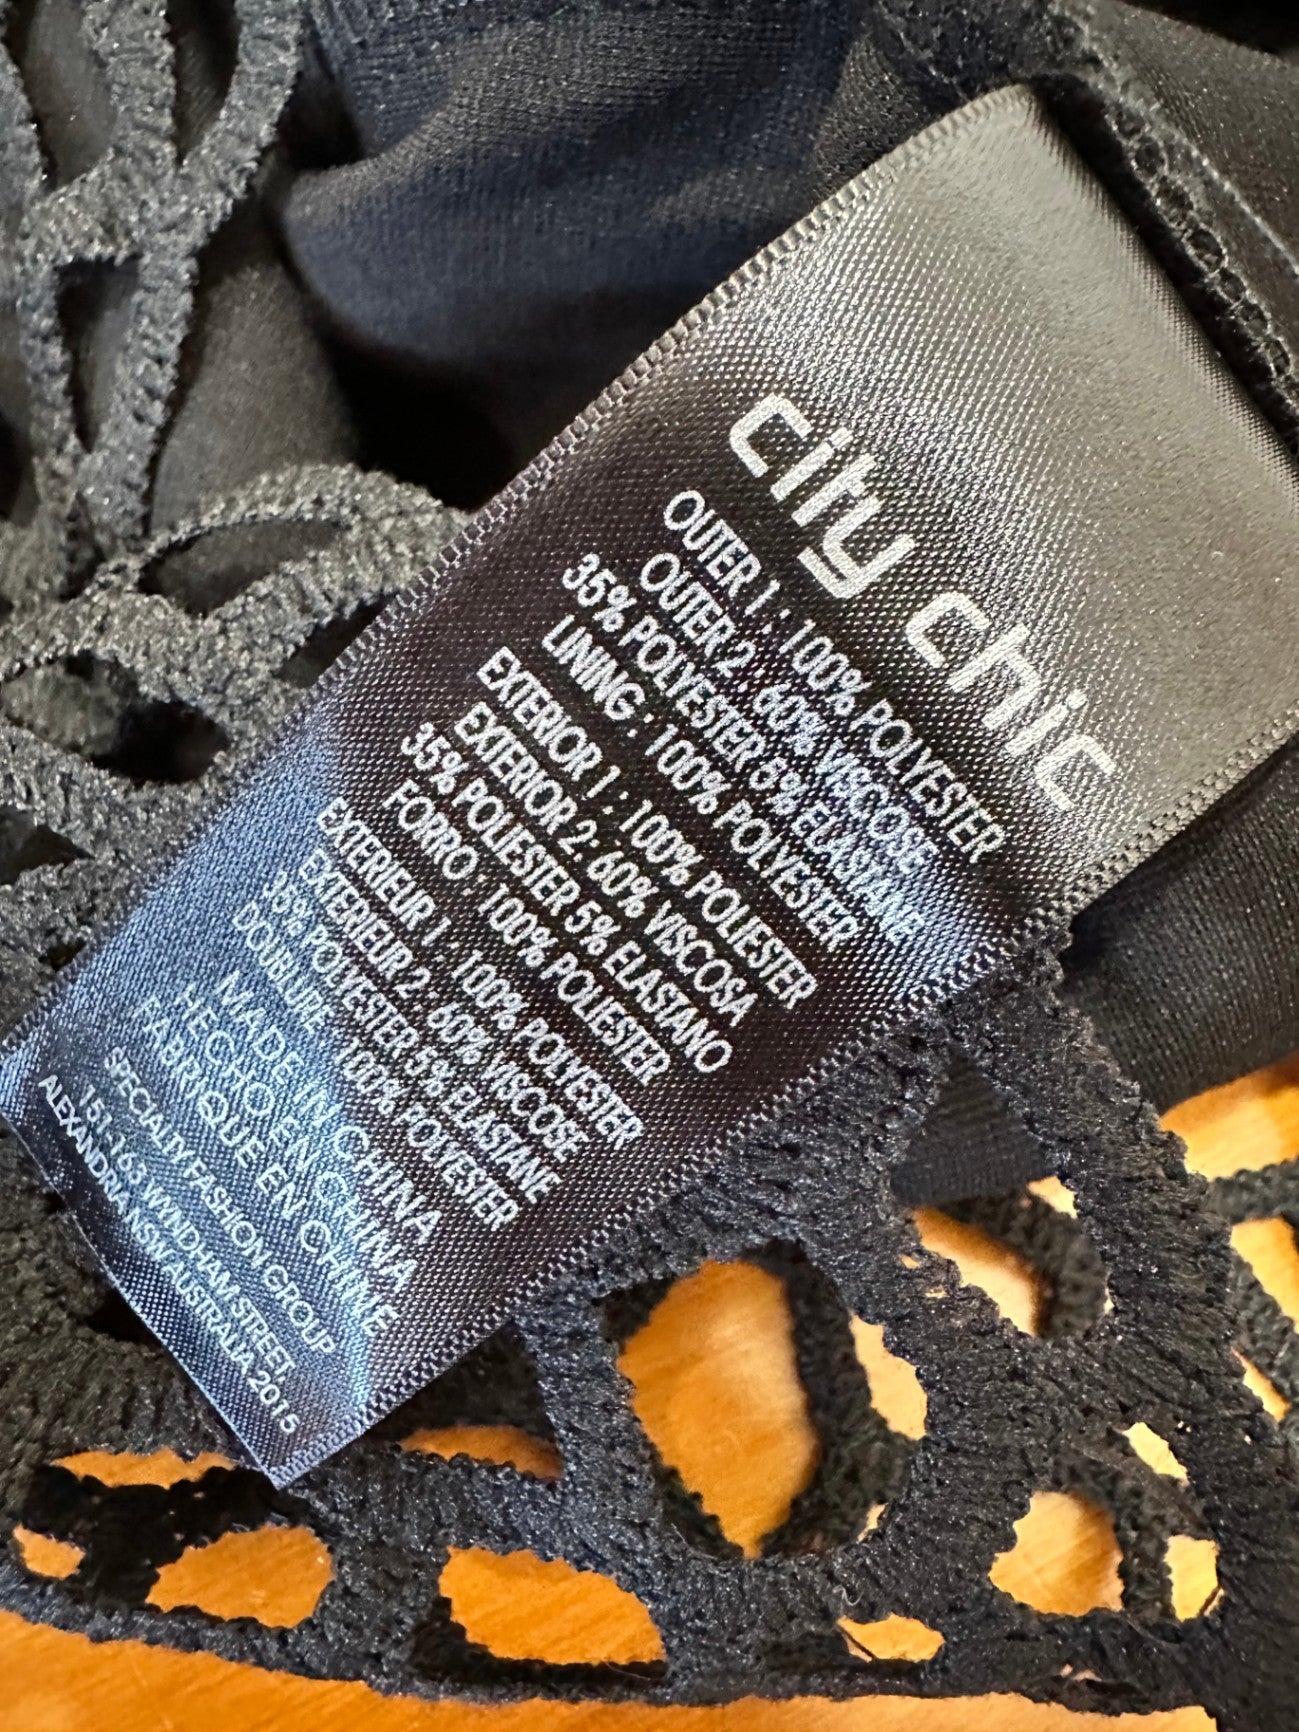 city chic
OUTER 1 : 100% POLYESTER
OUTER 2 : 60% VISCOSE
35% POLYESTER 5% ELASTANE
LINING : 100% POLYESTER
EXTERIOR 1 : 100% POLIESTER
EXTERIOR 2: 60% VISCOSA
35% POLIESTER 5% ELASTANO
FORRO : 100% POLIESTER
EXTERIEUR 1 : 100% POLYESTER
EXTERIEUR 2: 60% VISCOSE
35% POLYESTER 5% ELASTANE
DOUBLURE : 100% POLYESTER
MADE IN CHINA
HECHO EN CHINA
FABRIQUE EN CHINE
SPECIALTY FASHION GROUP
151-163 WYNDHAM STREET,
ALEXANDRIA NSW AUSTRALIA 2015